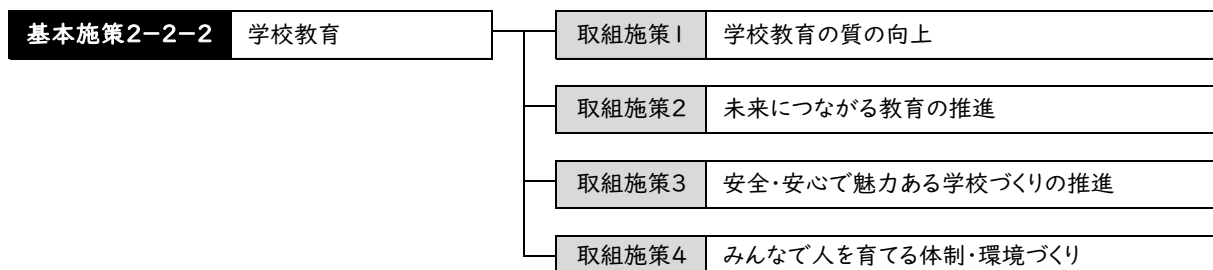 基本施策2-2-2 学校教育
取組施策1 学校教育の質の向上
取組施策2 未来につながる教育の推進
取組施策3 安全・安心で魅力ある学校づくりの推進
取組施策4 みんなで人を育てる体制・環境づくり